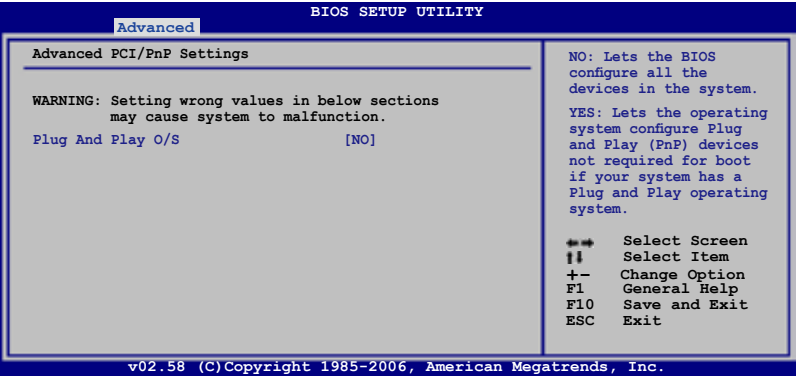 BIOS SETUP UTILITY
Advanced
Advanced PCI/PnP Settings
WARNING: Setting wrong values in below sections
may cause system to malfunction.
Plug And Play O/S [NO]
NO: Lets the BIOS
configure all the
devices in the system.
YES: Lets the operating
system configure Plug
and Play (PnP) devices
not required for boot
if your system has a
Plug and Play operating
system.
←→ Select Screen
↑↓ Select Item
+- Change Option
F1 General Help
F10 Save and Exit
ESC Exit
v02.58 (C)Copyright 1985-2006, American Megatrends, Inc.